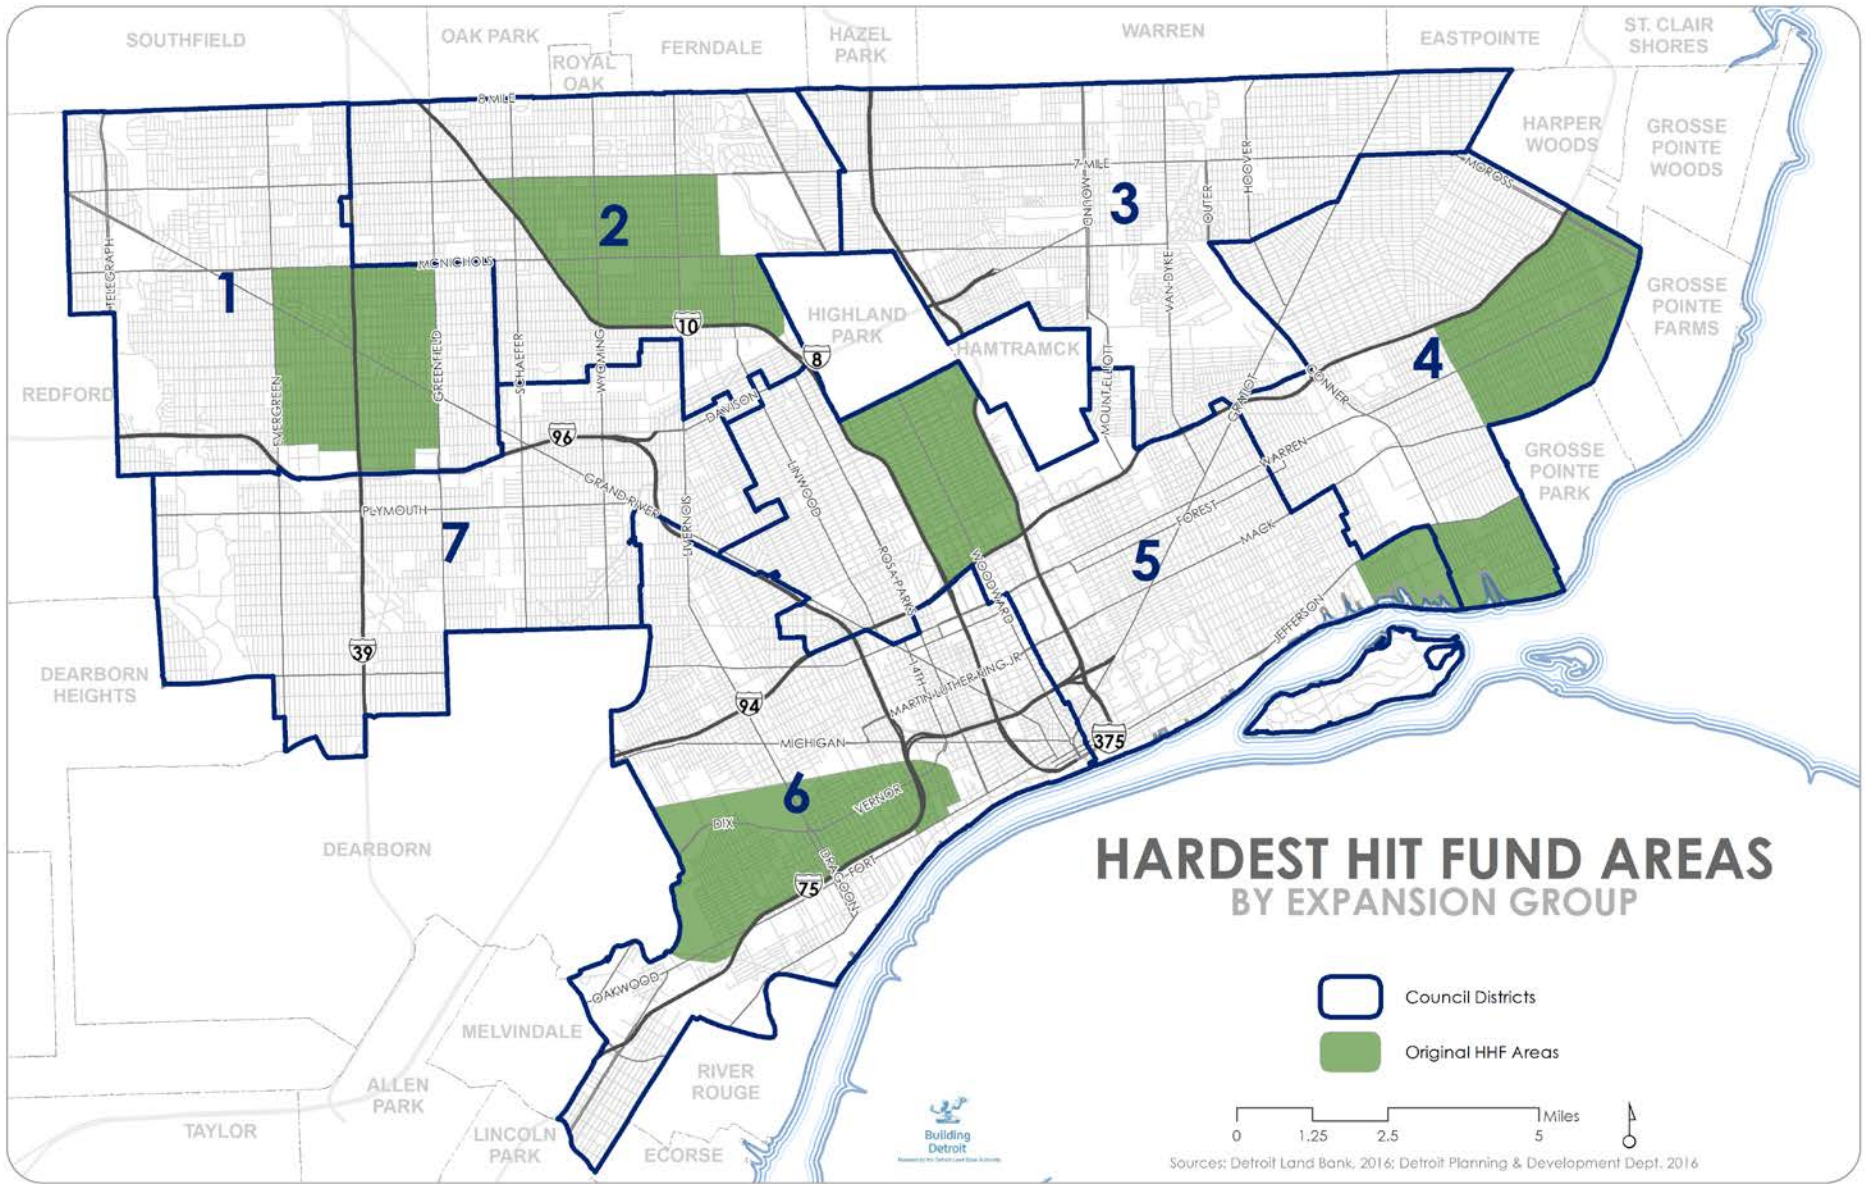 SOUTHFIELD
OAK PARK
ROYAL
OAK
FERNDALE
HAZEL
PARK
WARREN
EASTPOINTE
ST. CLAIR
SHORES
8 MILE
HARPER
WOODS
GROSSE
POINTE
WOODS
7-MILE
MOROSS
MOUND
OUTER
HOOVER
2
3
TELEGRAPH
MCNICHOLS
VAN-DYKE
1
HIGHLAND
PARK
GROSSE
POINTE
FARMS
10
8
HAMTRAMCK
GREENFIELD
SCHAEFER
WYOMING
MOUNT-ELLIOTT
4
REDFORD
EVERGREEN
DAVISON
GRATIOT
CONNER
96
WARREN
GROSSE
POINTE
PARK
LINWOOD
GRAND-RIVER
PLYMOUTH
LIVERNOIS
FOREST
MACK
7
5
ROSA-PARKS
WOODWARD
JEFFERSON
39
DEARBORN
HEIGHTS
14TH
MARTIN-LUTHER-KING-JR
94
MICHIGAN
375
6
VERNOR
DIX
DEARBORN
DRAGOON
FORT
75
HARDEST HIT FUND AREAS
BY EXPANSION GROUP
OAKWOOD
Council Districts
MELVINDALE
Original HHF Areas
RIVER
ROUGE
ALLEN
PARK
TAYLOR
LINCOLN
PARK
ECORSE
Building
Detroit
Miles
0 1.25 2.5 5
Sources: Detroit Land Bank, 2016; Detroit Planning & Development Dept. 2016